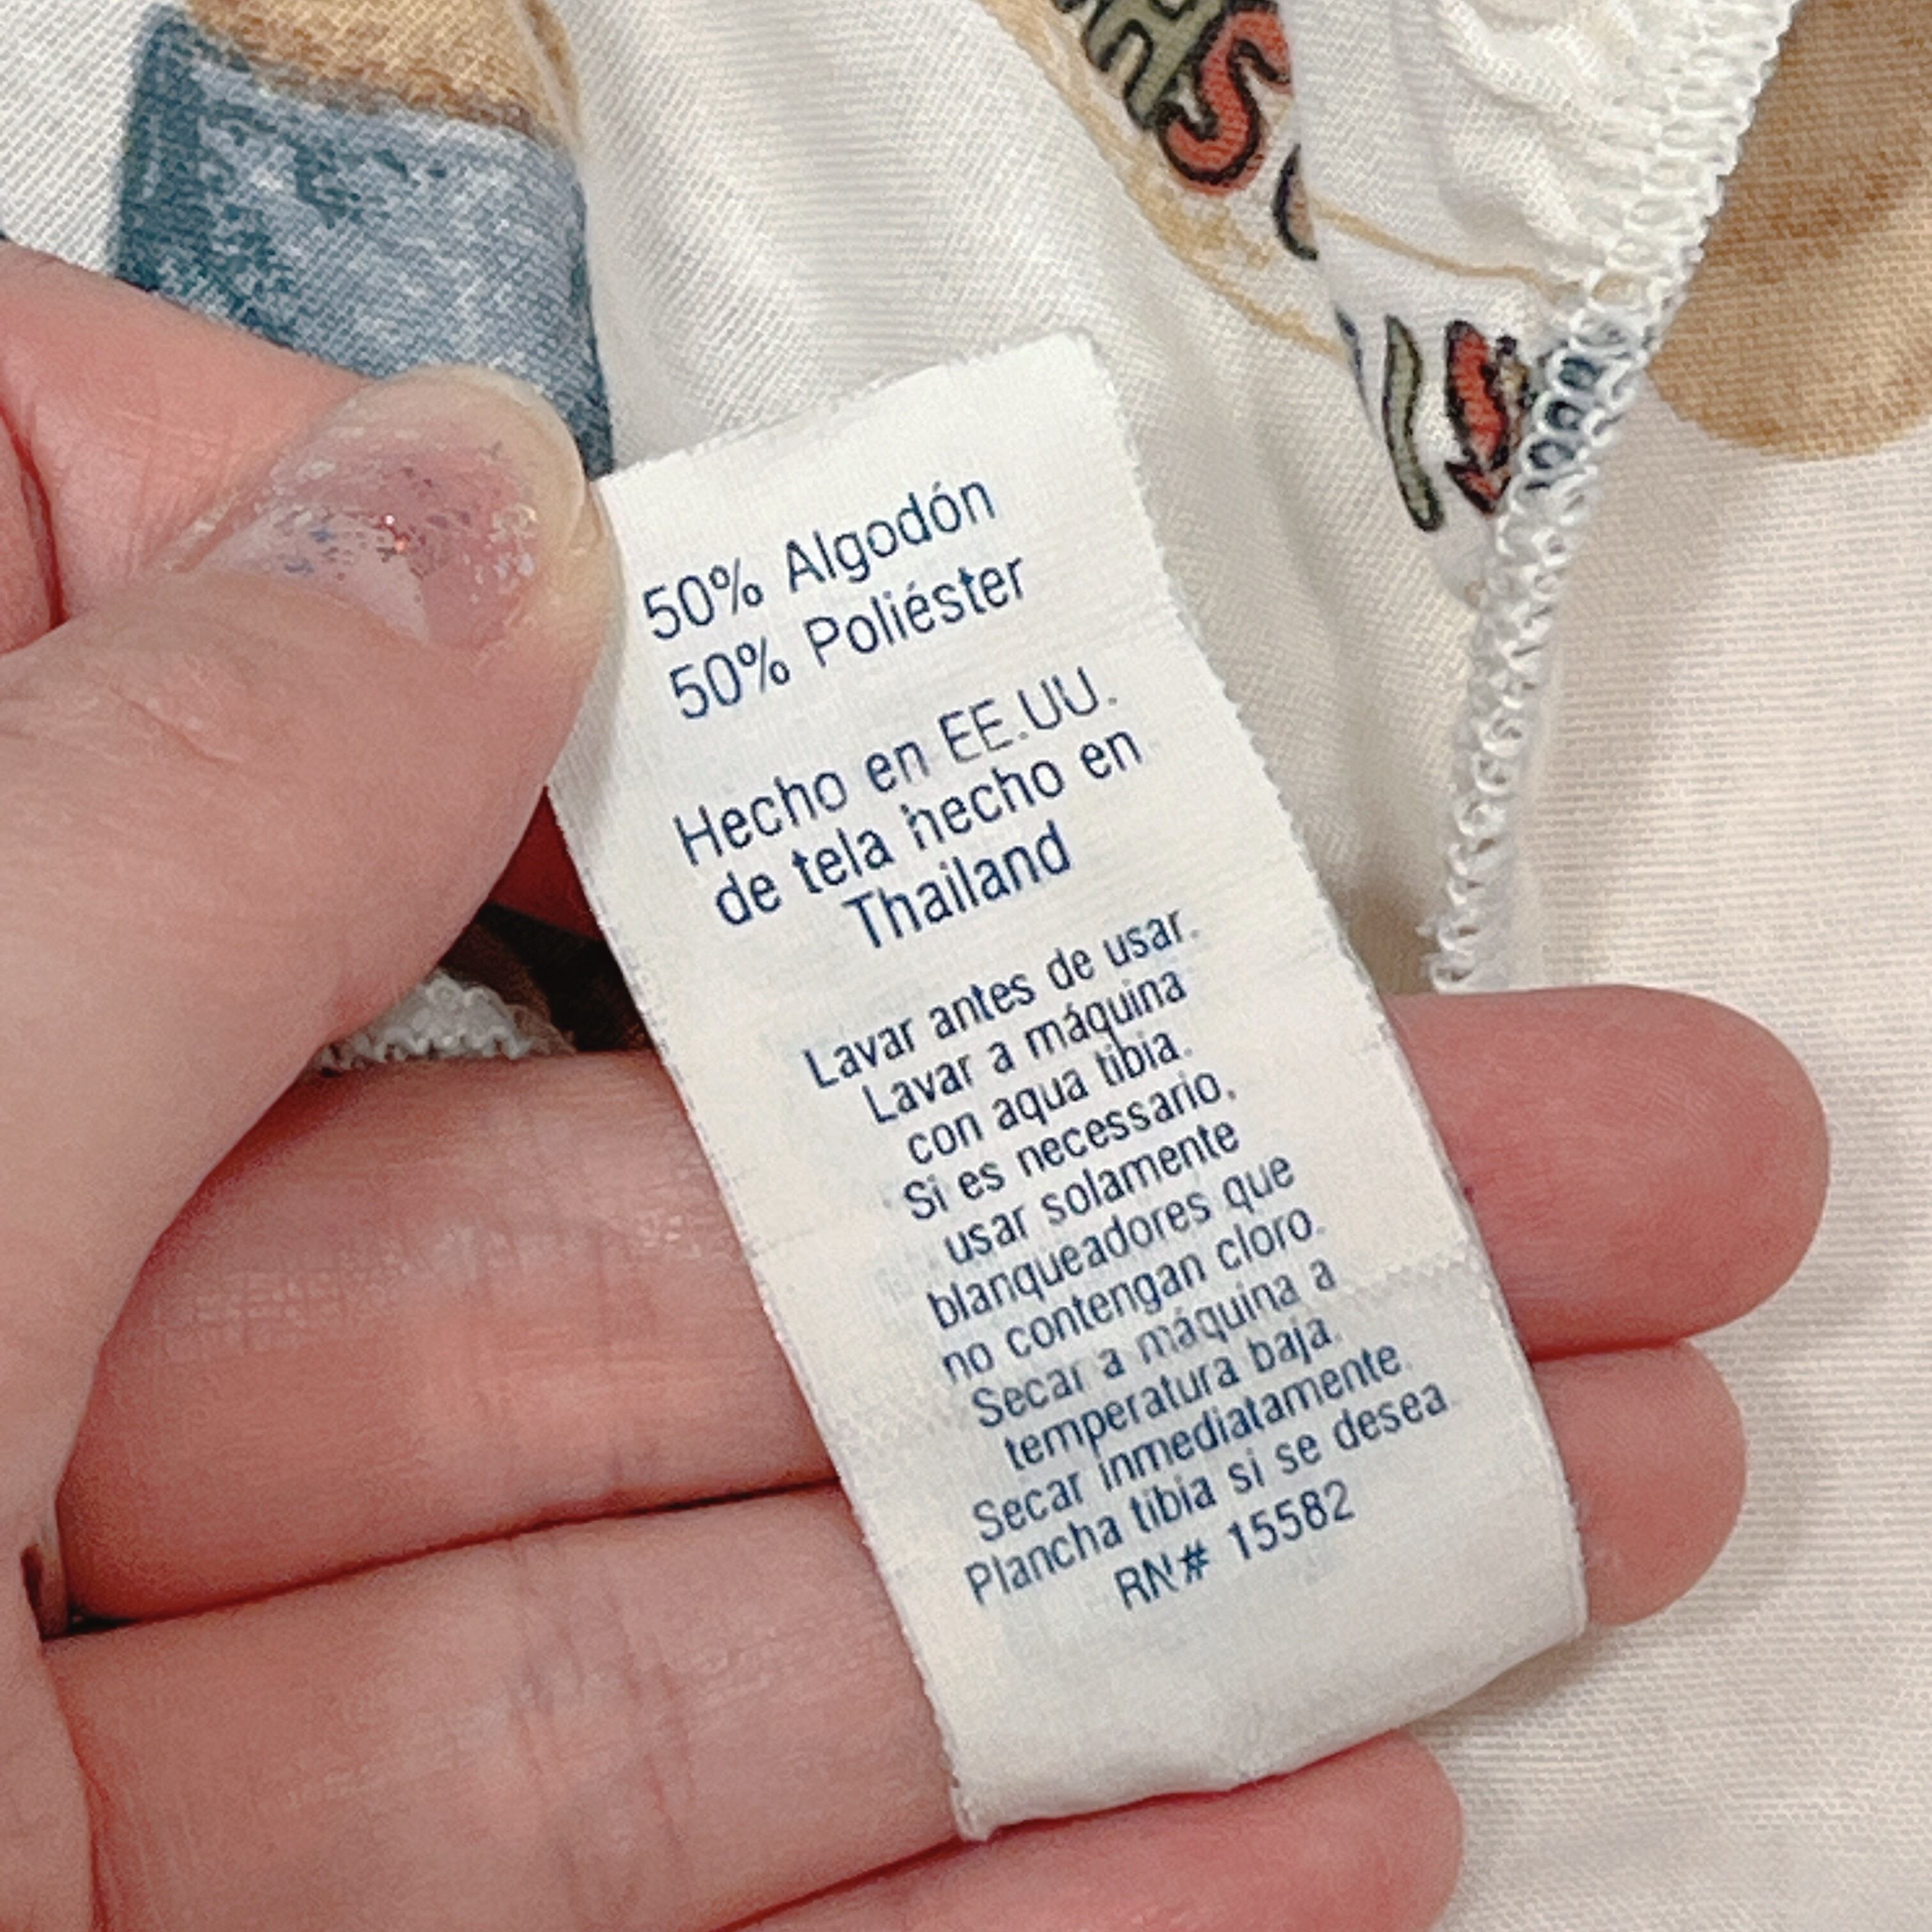 50% Algodón
50% Poliéster
Hecho en EE.UU.
de tela hecho en
Thailand
Lavar antes de usar.
Lavar a máquina
con aqua tibia.
Si es necessario,
usar solamente
blanqueadores que
no contengan cloro.
Secar a máquina a
temperatura baja.
Secar inmediatamente.
Plancha tibia si se desea.
RN# 15582